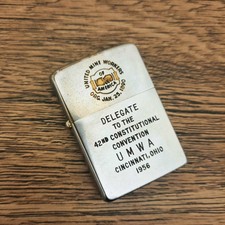 UNITED MINE WORKERS
OF
AMERICA
ORG. JAN. 25, 1890
DELEGATE
TO THE
42ND CONSTITUTIONAL
CONVENTION
U M W A
CINCINNATI, OHIO
1956